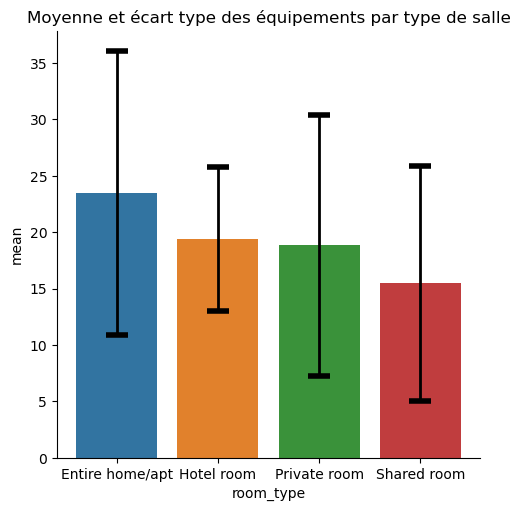 Moyenne et écart type des équipements par type de salle
35
30
25
20
15
10
5
0
mean
Entire home/apt Hotel room Private room Shared room
room_type